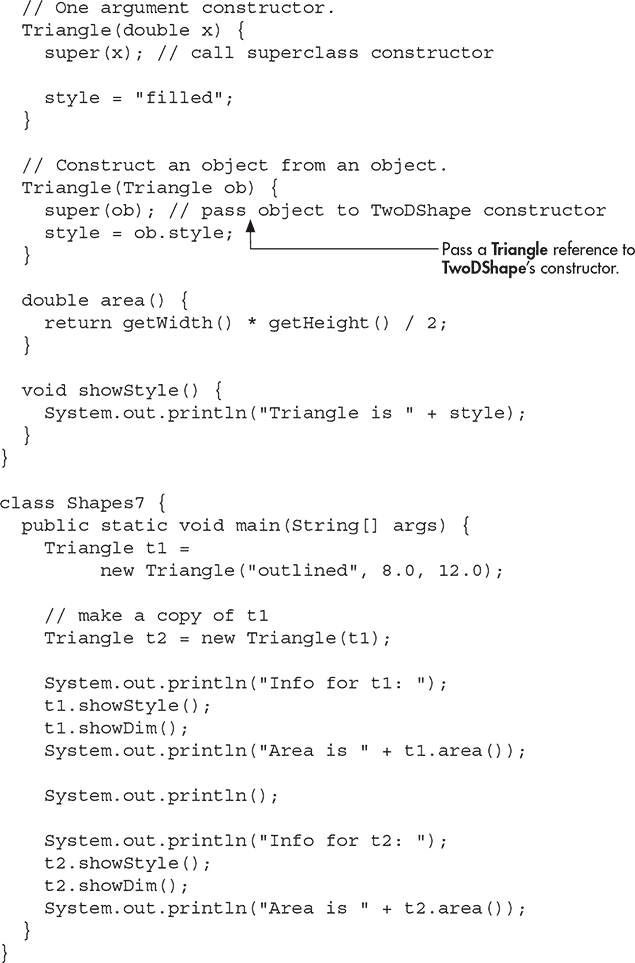 // One argument constructor.
Triangle(double x) {
super(x); // call superclass constructor
style = "filled";
}
// Construct an object from an object.
Triangle(Triangle ob) {
super(ob); // pass object to TwoDShape constructor
style = ob.style;
Pass a Triangle reference to
TwoDShape's constructor.
}
double area() {
return getWidth() * getHeight() / 2;
}
void showStyle() {
System.out.println("Triangle is " + style);
}
}
class Shapes7 {
public static void main(String[] args) {
Triangle t1 =
new Triangle("outlined", 8.0, 12.0);
// make a copy of t1
Triangle t2 = new Triangle(t1);
System.out.println("Info for t1: ");
t1.showStyle();
t1.showDim();
System.out.println("Area is " + t1.area());
System.out.println();
System.out.println("Info for t2: ");
t2.showStyle();
t2.showDim();
System.out.println("Area is " + t2.area());
}
}